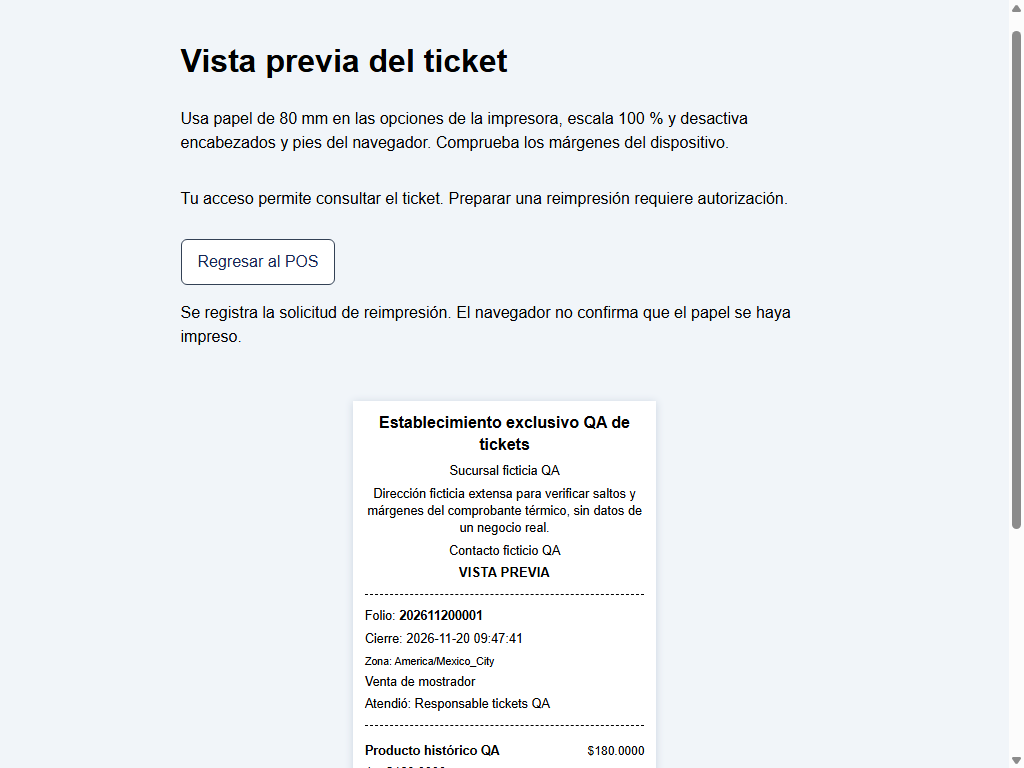 Vista previa del ticket
Usa papel de 80 mm en las opciones de la impresora, escala 100 % y desactiva
encabezados y pies del navegador. Comprueba los márgenes del dispositivo.
Tu acceso permite consultar el ticket. Preparar una reimpresión requiere autorización.
Regresar al POS
Se registra la solicitud de reimpresión. El navegador no confirma que el papel se haya
impreso.
Establecimiento exclusivo QA de
tickets
Sucursal ficticia QA
Dirección ficticia extensa para verificar saltos y
márgenes del comprobante térmico, sin datos de
un negocio real.
Contacto ficticio QA
VISTA PREVIA
Folio: 202611200001
Cierre: 2026-11-20 09:47:41
Zona: America/Mexico_City
Venta de mostrador
Atendió: Responsable tickets QA
Producto histórico QA $180.0000